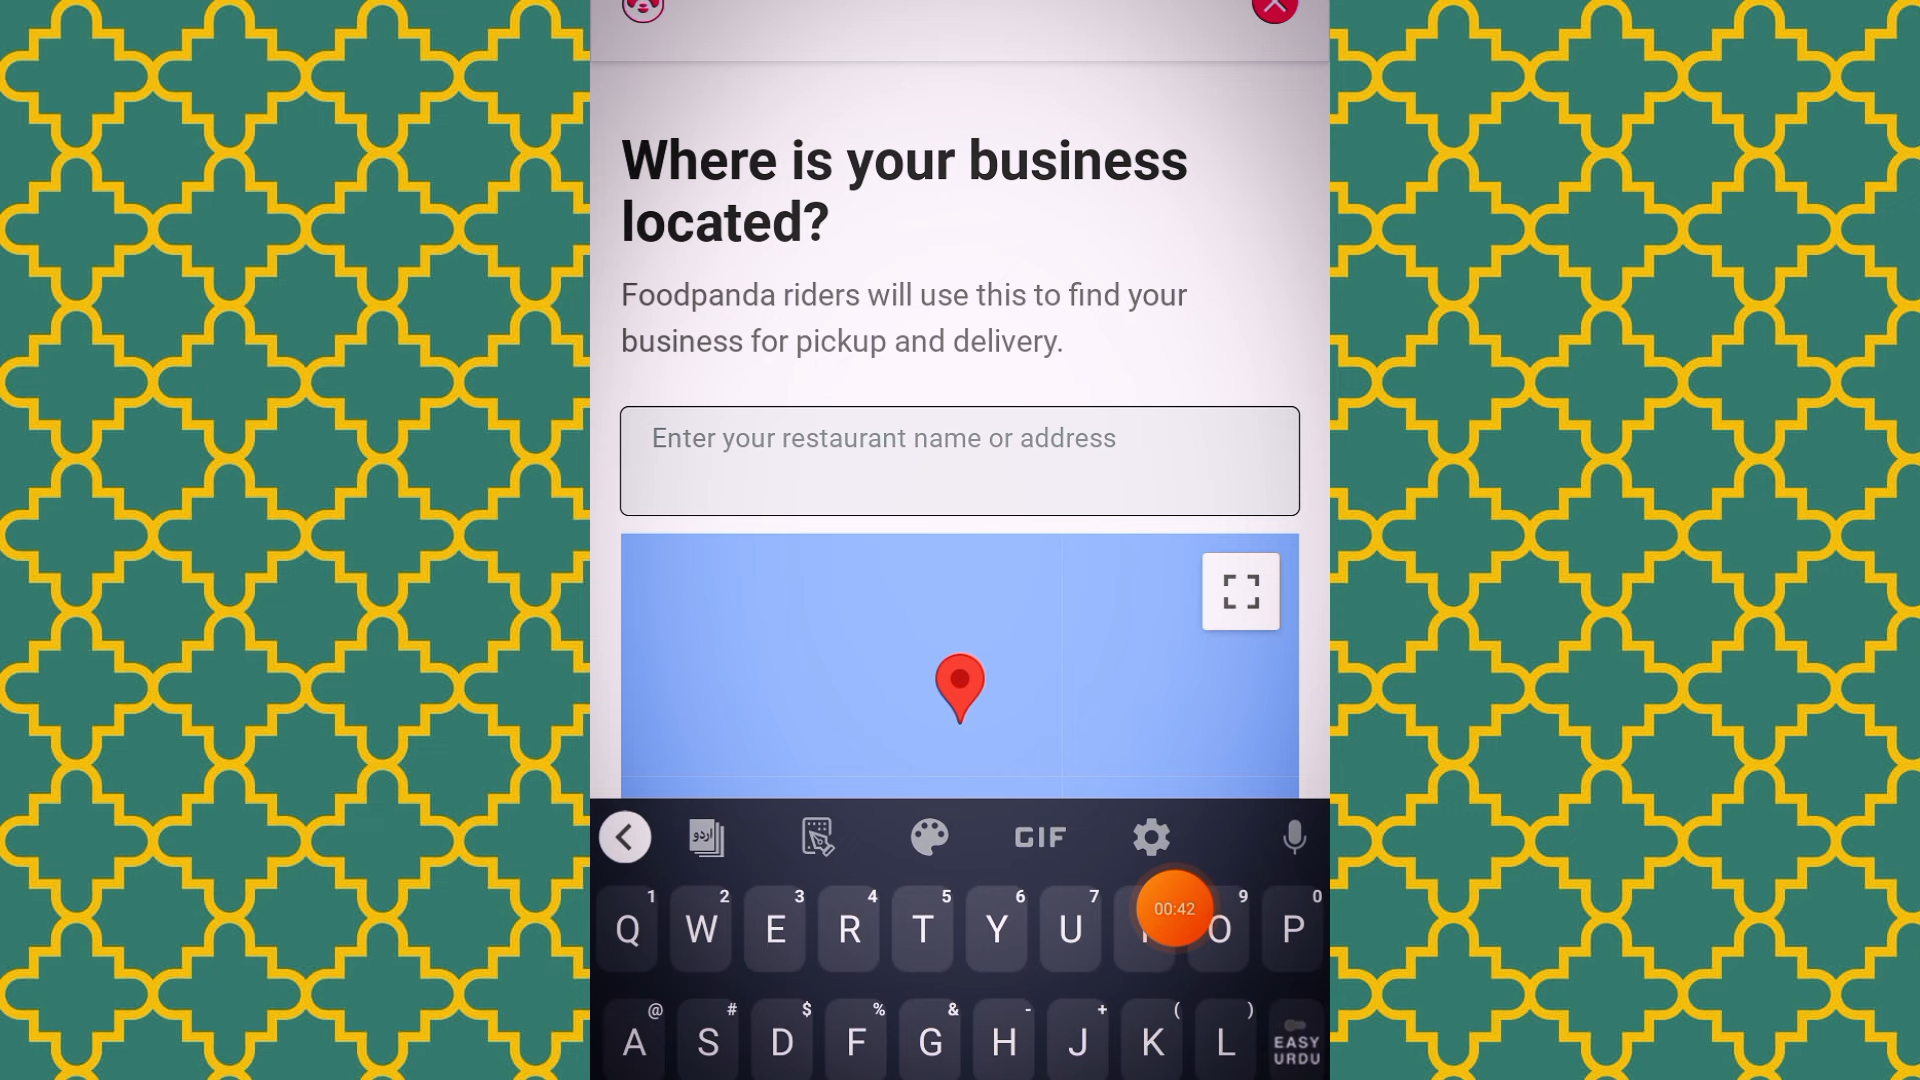 Where is your business
located?
Foodpanda riders will use this to find your
business for pickup and delivery.
Enter your restaurant name or address
اردو
GIF
1 2 3 4 5 6 7 9 0
Q W E R T Y U O P
00:42
@ # $ % & - + ( )
A S D F G H J K L
EASY
URDU